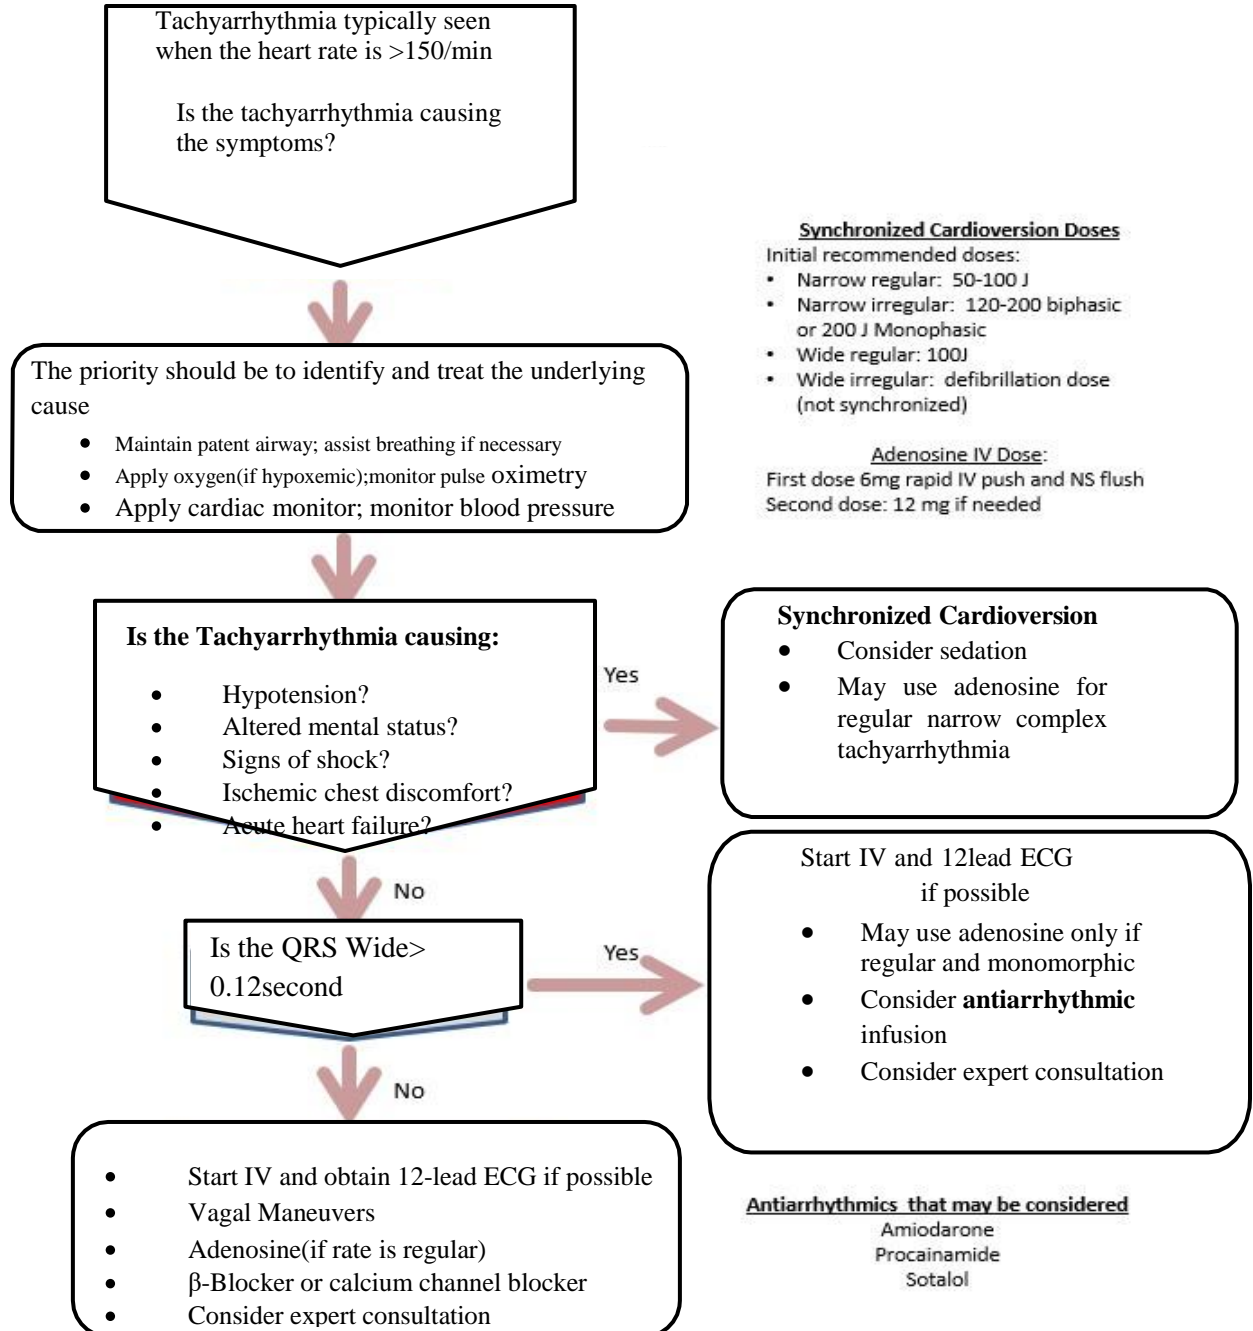 Tachyarrhythmia typically seen
when the heart rate is >150/min
Is the tachyarrhythmia causing
the symptoms?
Synchronized Cardioversion Doses
Initial recommended doses:
• Narrow regular: 50-100 J
• Narrow irregular: 120-200 biphasic
or 200 J Monophasic
• Wide regular: 100J
• Wide irregular: defibrillation dose
(not synchronized)
Adenosine IV Dose:
First dose 6mg rapid IV push and NS flush
Second dose: 12 mg if needed
The priority should be to identify and treat the underlying
cause
• Maintain patent airway; assist breathing if necessary
• Apply oxygen(if hypoxemic);monitor pulse oximetry
• Apply cardiac monitor; monitor blood pressure
Is the Tachyarrhythmia causing:
• Hypotension?
• Altered mental status?
• Signs of shock?
• Ischemic chest discomfort?
• Acute heart failure?
Yes
Synchronized Cardioversion
• Consider sedation
• May use adenosine for
regular narrow complex
tachyarrhythmia
No
Is the QRS Wide>
0.12second
Yes
Start IV and 12lead ECG
if possible
• May use adenosine only if
regular and monomorphic
• Consider antiarrhythmic
infusion
• Consider expert consultation
No
• Start IV and obtain 12-lead ECG if possible
• Vagal Maneuvers
• Adenosine(if rate is regular)
• β-Blocker or calcium channel blocker
• Consider expert consultation
Antiarrhythmics that may be considered
Amiodarone
Procainamide
Sotalol